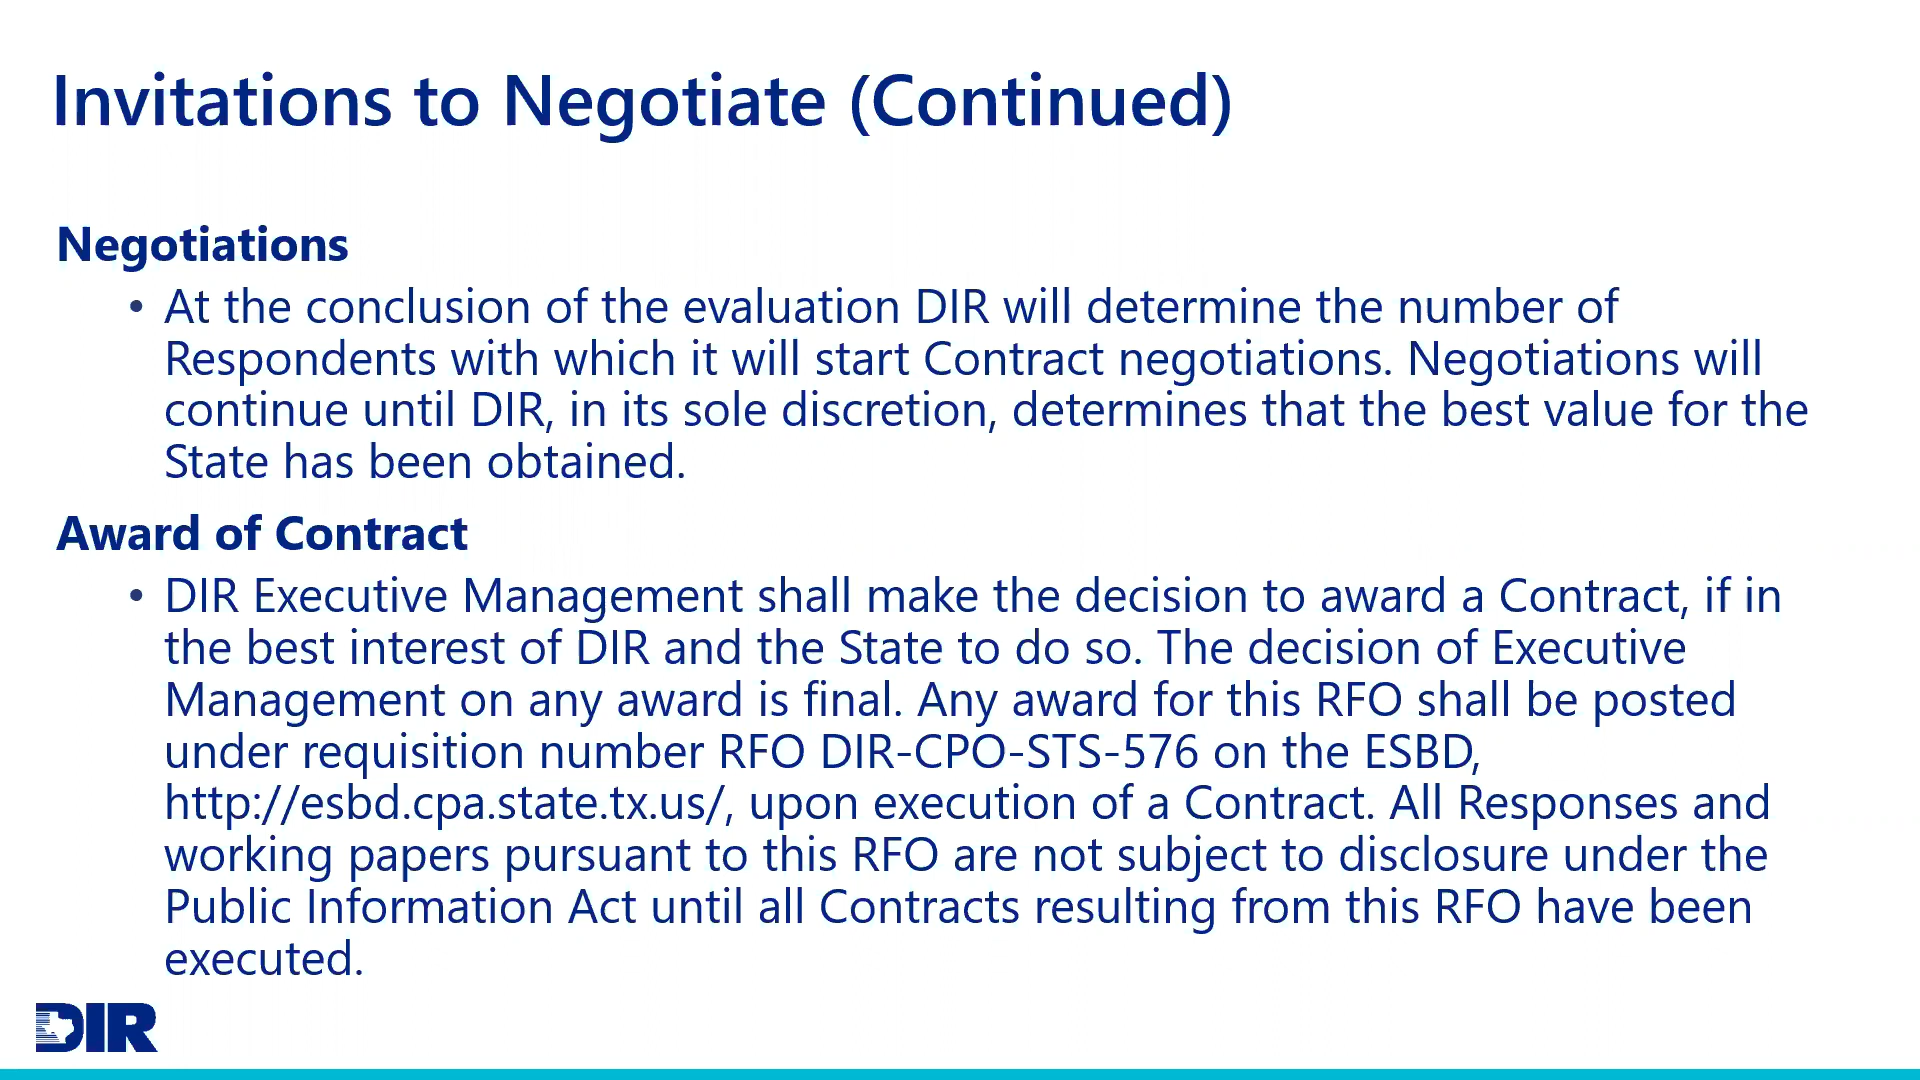 Invitations to Negotiate (Continued)
Negotiations
• At the conclusion of the evaluation DIR will determine the number of
Respondents with which it will start Contract negotiations. Negotiations will
continue until DIR, in its sole discretion, determines that the best value for the
State has been obtained.
Award of Contract
• DIR Executive Management shall make the decision to award a Contract, if in
the best interest of DIR and the State to do so. The decision of Executive
Management on any award is final. Any award for this RFO shall be posted
under requisition number RFO DIR-CPO-STS-576 on the ESBD,
http://esbd.cpa.state.tx.us/, upon execution of a Contract. All Responses and
working papers pursuant to this RFO are not subject to disclosure under the
Public Information Act until all Contracts resulting from this RFO have been
executed.
DIR